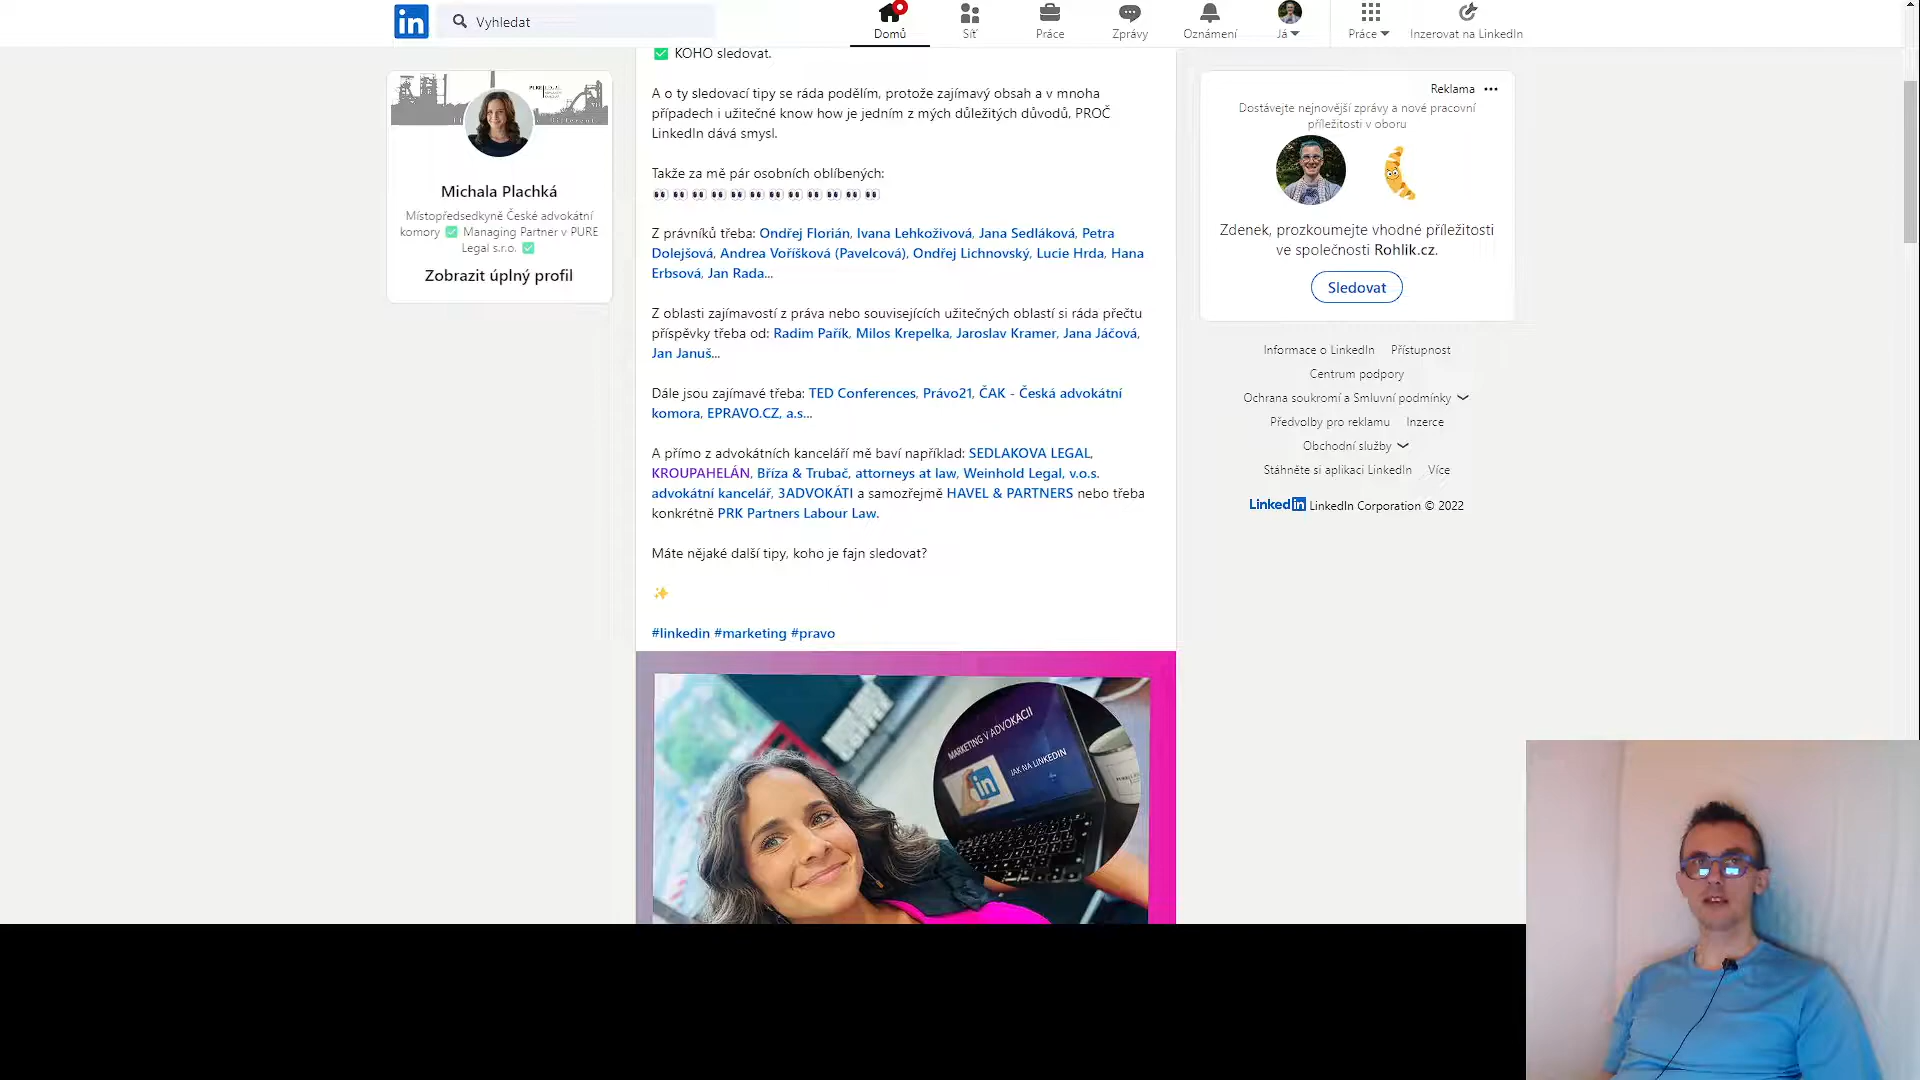 in
Vyhledat
Domů
Síť
Práce
Zprávy
Oznámení
Já
Práce
Inzerovat na LinkedIn
PURE LEGAL
Michala Plachká
Místopředsedkyně České advokátní
komory ✅ Managing Partner v PURE
Legal s.r.o. ✅
Zobrazit úplný profil
✅ KOHO sledovat.
A o ty sledovací tipy se ráda podělím, protože zajímavý obsah a v mnoha
případech i užitečné know how je jedním z mých důležitých důvodů, PROČ
LinkedIn dává smysl.
Takže za mě pár osobních oblíbených:
👀 👀 👀 👀 👀 👀 👀 👀 👀 👀 👀 👀
Z právníků třeba: Ondřej Florián, Ivana Lehkoživová, Jana Sedláková, Petra
Dolejšová, Andrea Voříšková (Pavelcová), Ondřej Lichnovský, Lucie Hrda, Hana
Erbsová, Jan Rada...
Z oblasti zajímavostí z práva nebo souvisejících užitečných oblastí si ráda přečtu
příspěvky třeba od: Radim Pařík, Milos Krepelka, Jaroslav Kramer, Jana Jáčová,
Jan Januš...
Dále jsou zajímavé třeba: TED Conferences, Právo21, ČAK - Česká advokátní
komora, EPRAVO.CZ, a.s...
A přímo z advokátních kanceláří mě baví například: SEDLAKOVA LEGAL,
KROUPAHELÁN, Bříza & Trubač, attorneys at law, Weinhold Legal, v.o.s.
advokátní kancelář, 3ADVOKÁTI a samozřejmě HAVEL & PARTNERS nebo třeba
konkrétně PRK Partners Labour Law.
Máte nějaké další tipy, koho je fajn sledovat?
✨
#linkedin #marketing #pravo
MARKETING V ADVOKACII
in
JAK NA LINKEDIN
Reklama
Dostávejte nejnovější zprávy a nové pracovní
příležitosti v oboru
Zdenek, prozkoumejte vhodné příležitosti
ve společnosti Rohlik.cz.
Sledovat
Informace o LinkedIn Přístupnost
Centrum podpory
Ochrana soukromí a Smluvní podmínky
Předvolby pro reklamu Inzerce
Obchodní služby
Stáhněte si aplikaci LinkedIn Více
LinkedIn LinkedIn Corporation © 2022